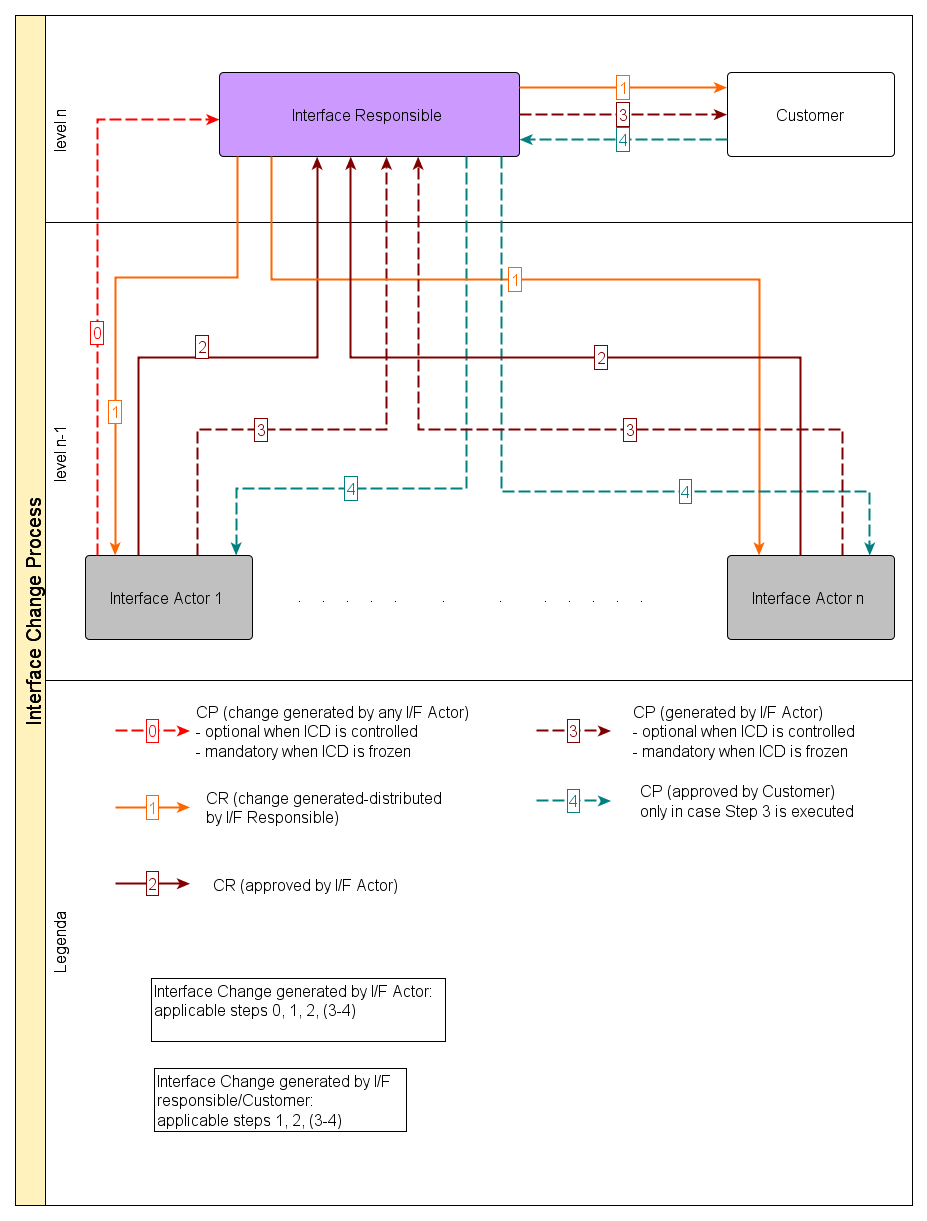 Interface Change Process
level n
Interface Responsible
Customer
1
3
4
level n-1
0
1
1
2
2
3
3
4
4
Interface Actor 1
. . . . . . . . . . . .
Interface Actor n
Legenda
0
CP (change generated by any I/F Actor)
- optional when ICD is controlled
- mandatory when ICD is frozen
1
CR (change generated-distributed
by I/F Responsible)
2
CR (approved by I/F Actor)
3
CP (generated by I/F Actor)
- optional when ICD is controlled
- mandatory when ICD is frozen
4
CP (approved by Customer)
only in case Step 3 is executed
Interface Change generated by I/F Actor:
applicable steps 0, 1, 2, (3-4)
Interface Change generated by I/F
responsible/Customer:
applicable steps 1, 2, (3-4)